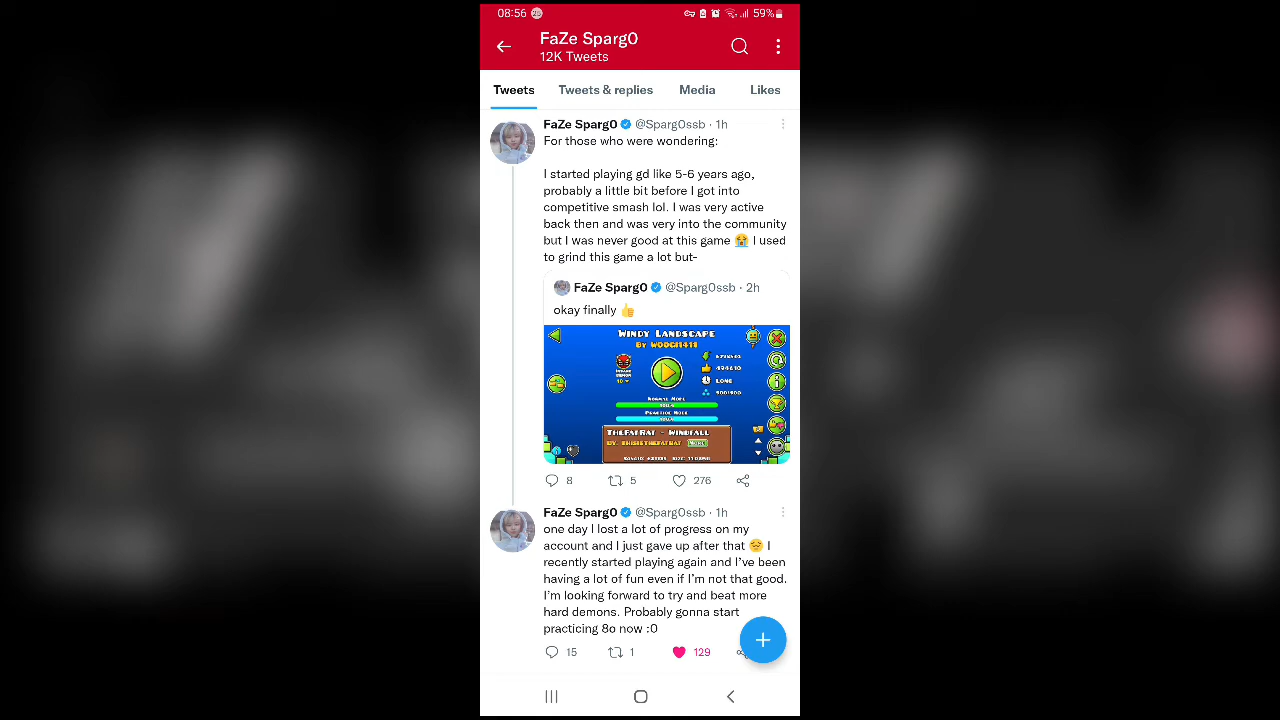 08:56
59%
FaZe Sparg0
12K Tweets
Tweets Tweets & replies Media Likes
FaZe Sparg0 @Sparg0ssb · 1h
For those who were wondering:
I started playing gd like 5-6 years ago,
probably a little bit before I got into
competitive smash lol. I was very active
back then and was very into the community
but I was never good at this game 😭 I used
to grind this game a lot but-
FaZe Sparg0 @Sparg0ssb · 2h
okay finally 👍
WINDY LANDSCAPE
BY WOOGI1411
LONG
NORMAL MODE
PRACTICE MODE
THEFATRAT - WINDFALL
BY: THISISTHEFATRAT
8 5 276
FaZe Sparg0 @Sparg0ssb · 1h
one day I lost a lot of progress on my
account and I just gave up after that 😔 I
recently started playing again and I've been
having a lot of fun even if I'm not that good.
I'm looking forward to try and beat more
hard demons. Probably gonna start
practicing 8o now :0
15 1 129